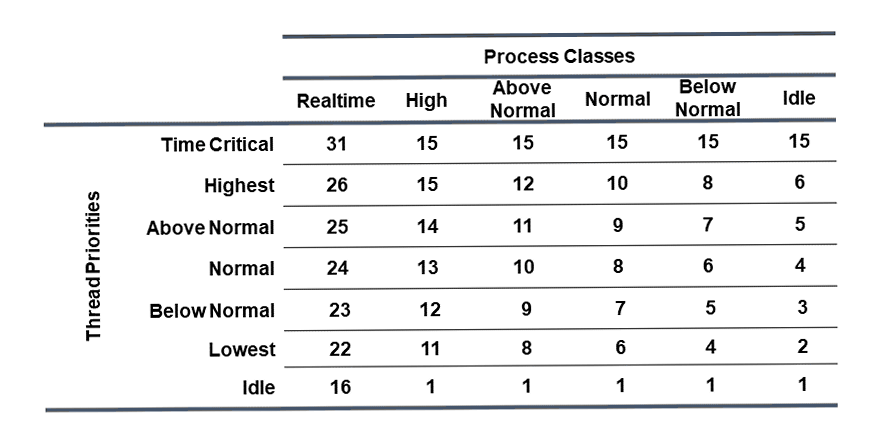 Process Classes
Realtime High Above Normal Normal Below Normal Idle
Thread Priorities
Time Critical 31 15 15 15 15 15
Highest 26 15 12 10 8 6
Above Normal 25 14 11 9 7 5
Normal 24 13 10 8 6 4
Below Normal 23 12 9 7 5 3
Lowest 22 11 8 6 4 2
Idle 16 1 1 1 1 1